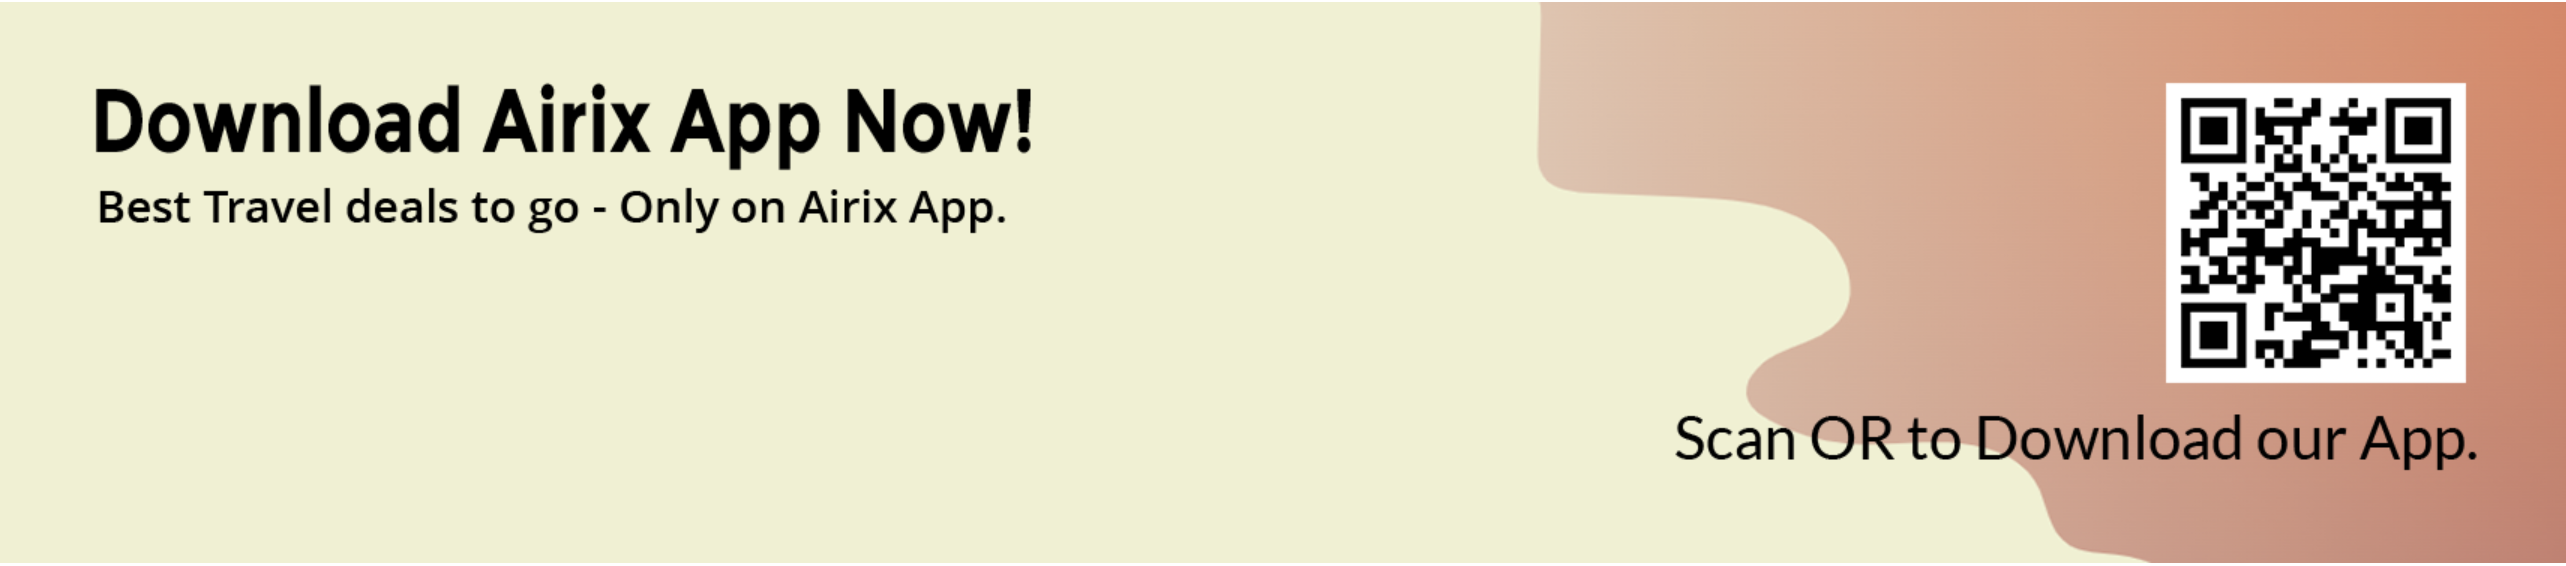 Download Airix App Now!
Best Travel deals to go - Only on Airix App.
Scan OR to Download our App.